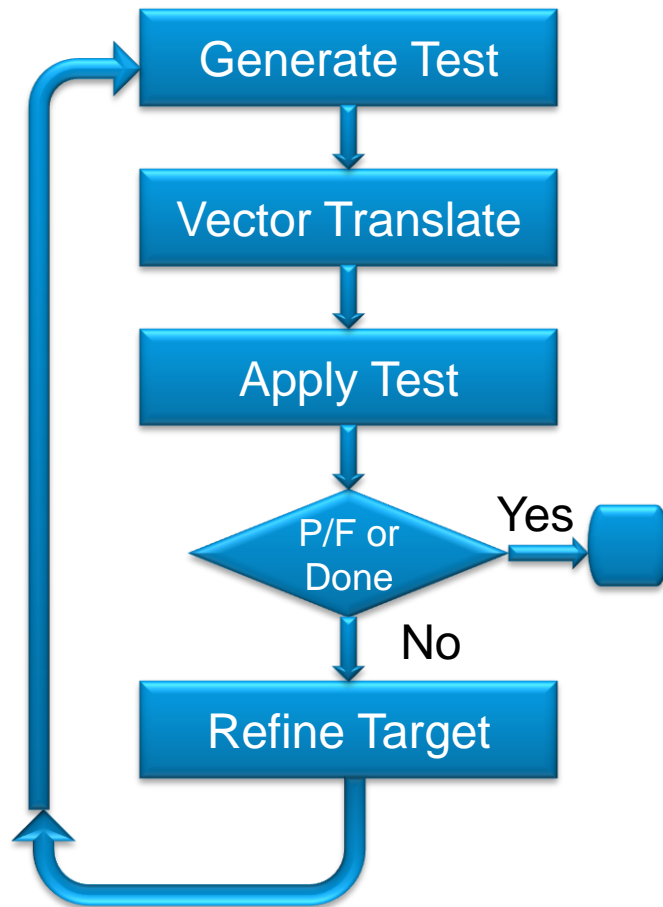 Generate Test
Vector Translate
Apply Test
P/F or
Done
Yes
No
Refine Target